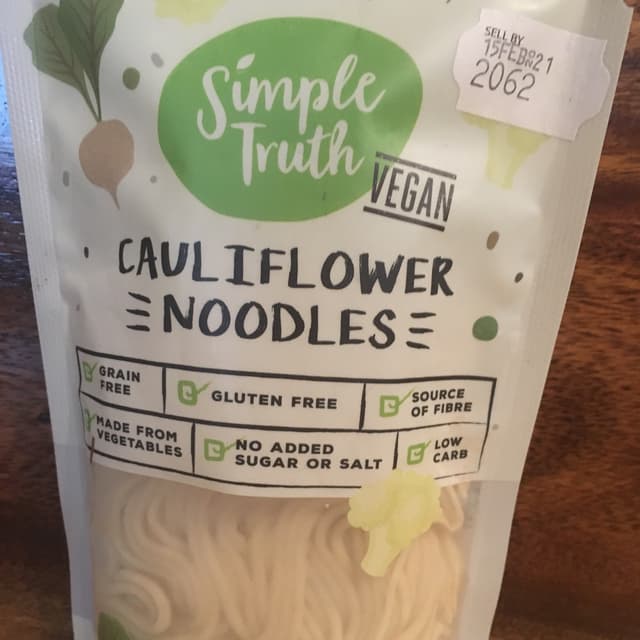 SELL BY
2062
Simple
Truth
VEGAN
CAULIFLOWER
NOODLES
GRAIN
FREE
GLUTEN FREE
SOURCE
OF FIBRE
MADE FROM
VEGETABLES
NO ADDED
SUGAR OR SALT
LOW
CARB